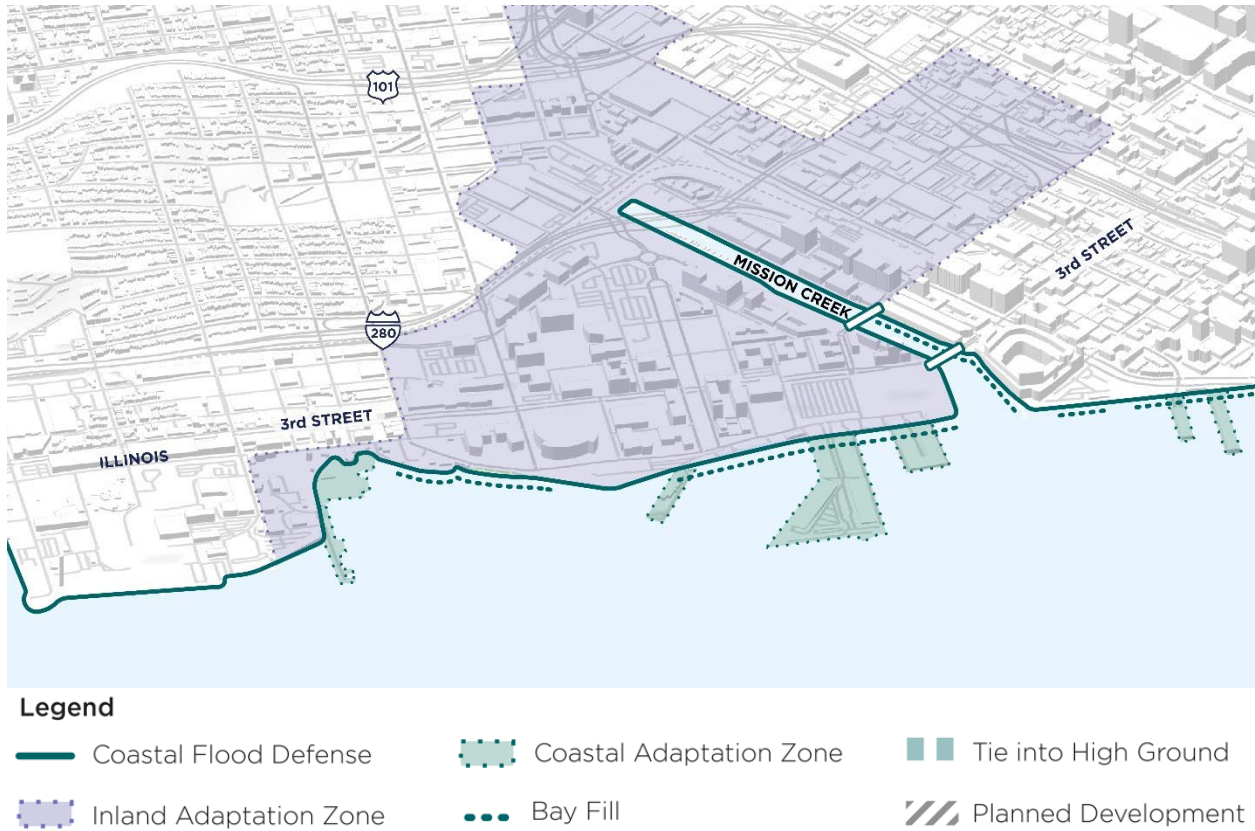 101
MISSION CREEK
3rd STREET
280
3rd STREET
ILLINOIS
Legend
Coastal Flood Defense
Coastal Adaptation Zone
Tie into High Ground
Inland Adaptation Zone
Bay Fill
Planned Development